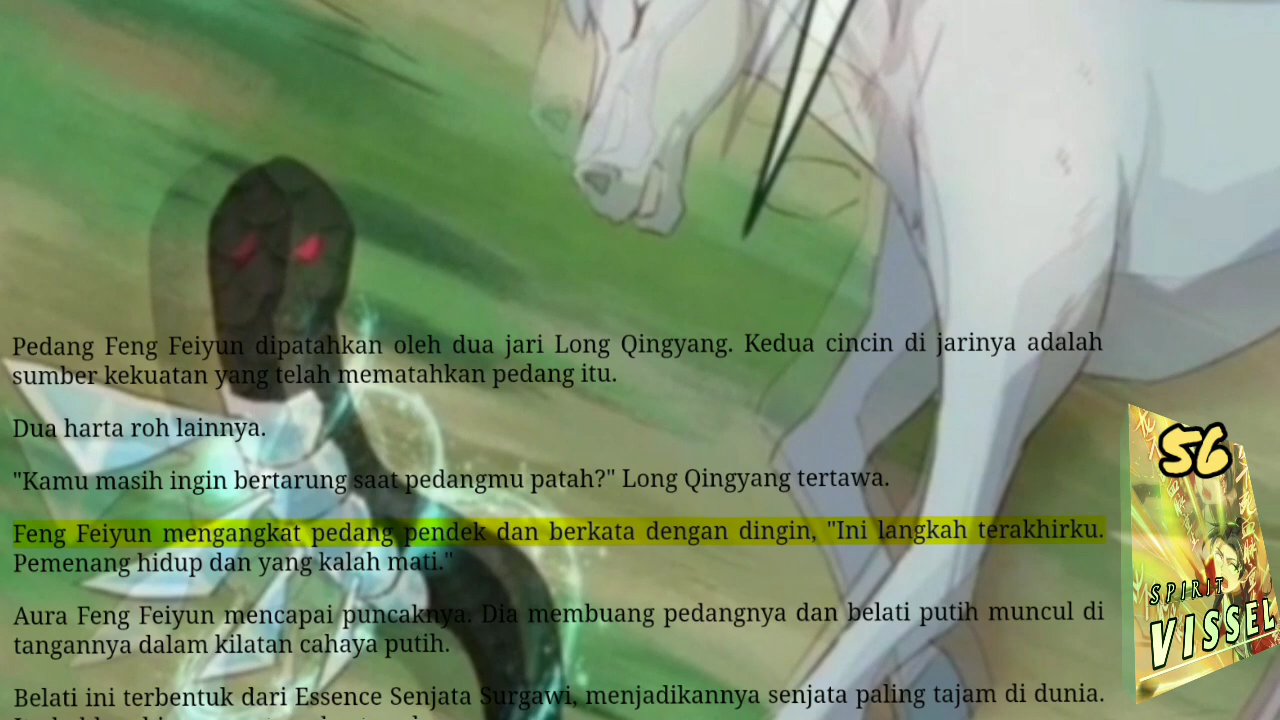 Pedang Feng Feiyun dipatahkan oleh dua jari Long Qingyang. Kedua cincin di jarinya adalah
sumber kekuatan yang telah mematahkan pedang itu.
Dua harta roh lainnya.
"Kamu masih ingin bertarung saat pedangmu patah?" Long Qingyang tertawa.
Feng Feiyun mengangkat pedang pendek dan berkata dengan dingin, "Ini langkah terakhirku.
Pemenang hidup dan yang kalah mati."
Aura Feng Feiyun mencapai puncaknya. Dia membuang pedangnya dan belati putih muncul di
tangannya dalam kilatan cahaya putih.
Belati ini terbentuk dari Essence Senjata Surgawi, menjadikannya senjata paling tajam di dunia.
56
SPIRIT
VISSEL